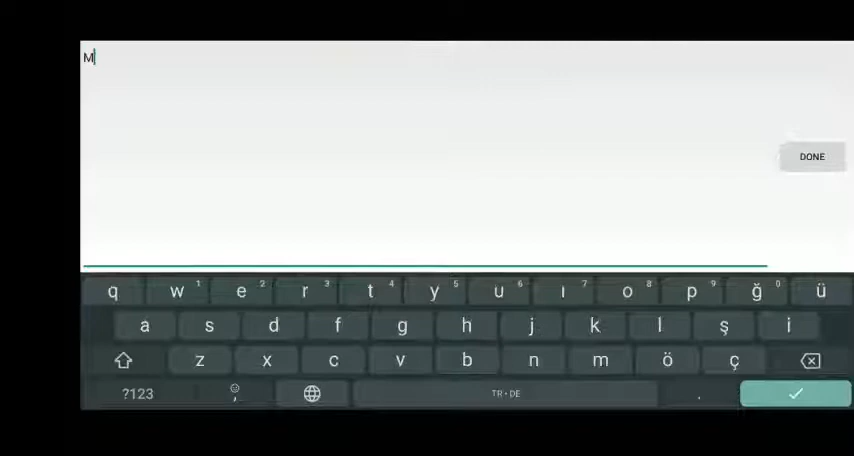 M
DONE
q w 1 e 2 r 3 t 4 y 5 u 6 ı 7 o 8 p 9 ğ 0 ü
a s d f g h j k l ş i
z x c v b n m ö ç
?123 , TR • DE .